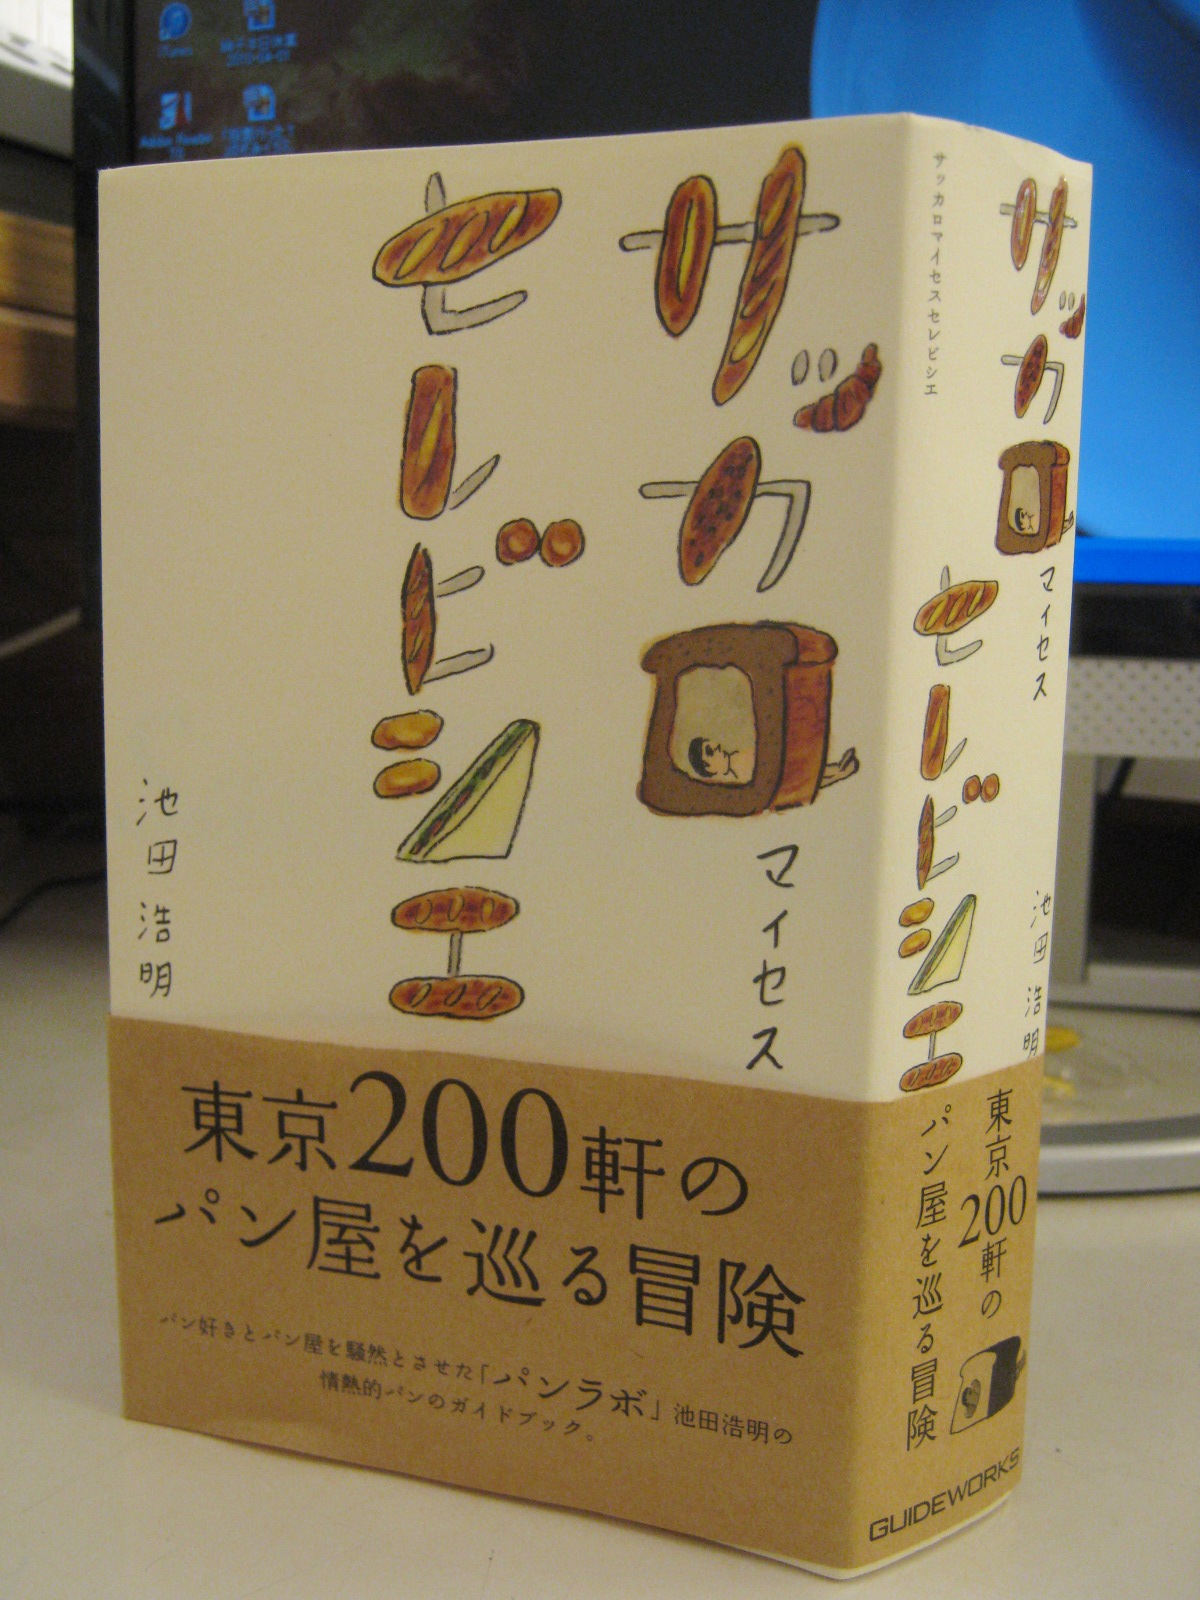 サッカロ
マイセス
セレビシエ
池田浩明
東京200軒の
パン屋を巡る冒険
パン好きとパン屋を騒然とさせた「パンラボ」池田浩明の
情熱的パンのガイドブック。
サッカロ
マイセス
サッカロマイセスセレビシエ
セレビシエ
池田浩明
東京200軒の
パン屋を巡る冒険
GUIDEWORKS
iTunes
Adobe Reader